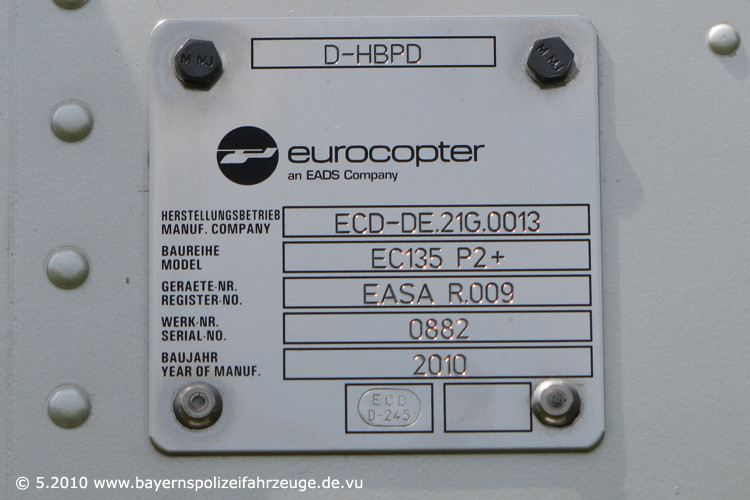 M MJ
M MJ
D-HBPD
eurocopter
an EADS Company
HERSTELLUNGSBETRIEB
MANUF. COMPANY
ECD-DE.21G.0013
BAUREIHE
MODEL
EC135 P2+
GERAETE-NR.
REGISTER-NO.
EASA R.009
WERK-NR.
SERIAL-NO.
0882
BAUJAHR
YEAR OF MANUF.
2010
ECD
D-245
© 5.2010 www.bayernspolizeifahrzeuge.de.vu